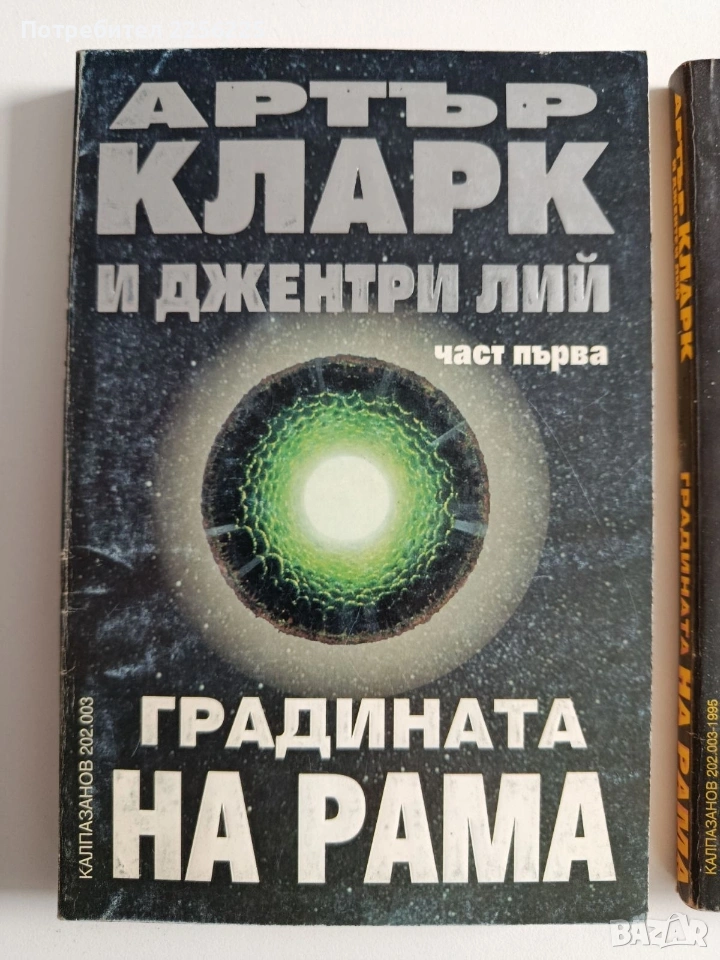 АРТЪР
КЛАРК
И ДЖЕНТРИ ЛИЙ
част първа
ГРАДИНАТА
НА РАМА
КАЛПАЗАНОВ 202.003
КЛАРК
ГРАДИНАТА НА РАМА
КАЛПАЗАНОВ 202.003-1995
BAZAR